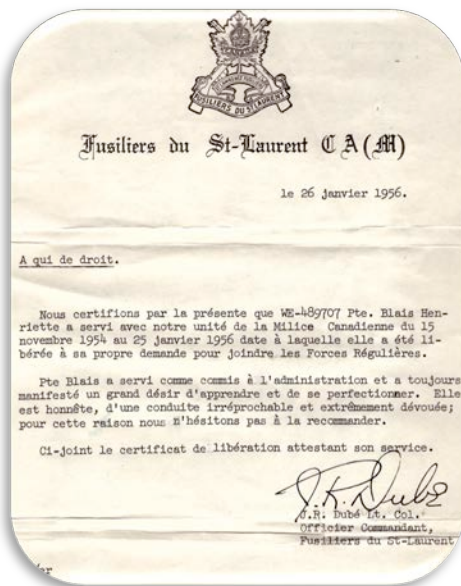 FUSILIERS DU ST LAURENT
Fusiliers du St-Laurent C A (M)
le 26 janvier 1956.
A qui de droit.
Nous certifions par la présente que WE-489707 Pte. Blais Hen-
riette a servi avec notre unité de la Milice Canadienne du 15
novembre 1954 au 25 janvier 1956 date à laquelle elle a été li-
bérée à sa propre demande pour joindre les Forces Régulières.
Pte Blais a servi comme commis à l'administration et a toujours
manifesté un grand désir d'apprendre et de se perfectionner. Elle
est honnête, d'une conduite irréprochable et extrêmement dévouée;
pour cette raison nous n'hésitons pas à la recommander.
Ci-joint le certificat de libération attestant son service.
J.R. Dubé
J.R. Dubé Lt. Col.
Officier Commandant,
Fusiliers du St-Laurent